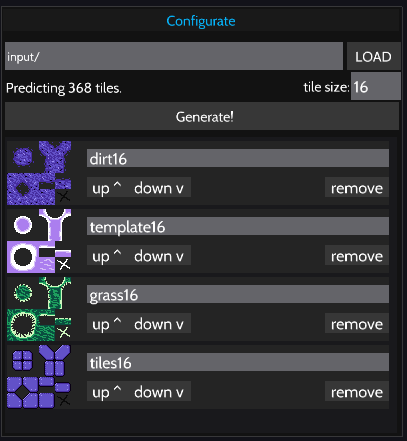 Configurate
input/ LOAD
Predicting 368 tiles. tile size: 16
Generate!
dirt16
up ^ down v remove
template16
up ^ down v remove
grass16
up ^ down v remove
tiles16
up ^ down v remove